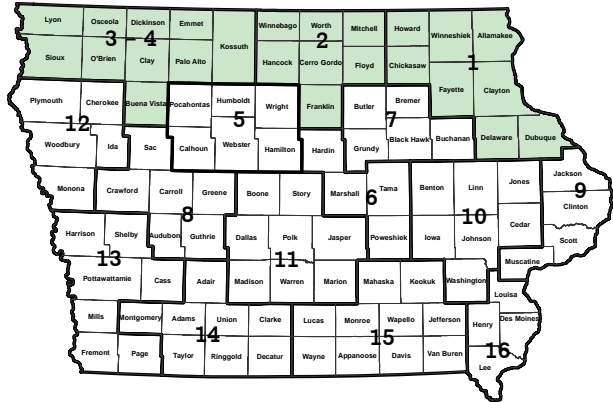 Lyon Osceola Dickinson Emmet Winnebago Worth Mitchell Howard Winneshiek Allamakee
10 3 - 4 Kossuth 2 1
Sioux O'Brien Clay Palo Alto Hancock Cerro Gordo Floyd Chickasaw
Fayette Clayton
Plymouth Cherokee Buena Vista Pocahontas Humboldt Wright Franklin Butler Bremer
12 5 7
Woodbury Ida Sac Calhoun Webster Hamilton Hardin Grundy Black Hawk Buchanan Delaware Dubuque
Monona Crawford Carroll Greene Boone Story Marshall Tama Benton Linn Jones Jackson
8 6 10 9
Clinton
Harrison Shelby Audubon Guthrie Dallas Polk Jasper Poweshiek Iowa Johnson Cedar Scott
13 11
Muscatine
Pottawattamie Cass Adair Madison Warren Marion Mahaska Keokuk Washington
Louisa
Mills Montgomery Adams Union Clarke Lucas Monroe Wapello Jefferson Henry Des Moines
14 15 16
Fremont Page Taylor Ringgold Decatur Wayne Appanoose Davis Van Buren Lee